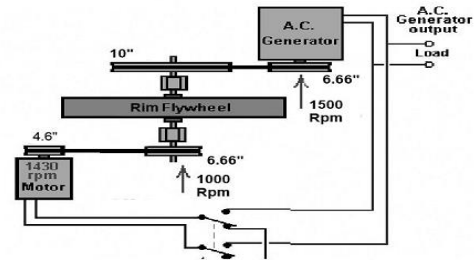 A.C.
Generator
A.C.
Generator
output
Load
10"
6.66"
1500
Rpm
Rim Flywheel
4.6"
6.66"
1430
rpm
Motor
1000
Rpm